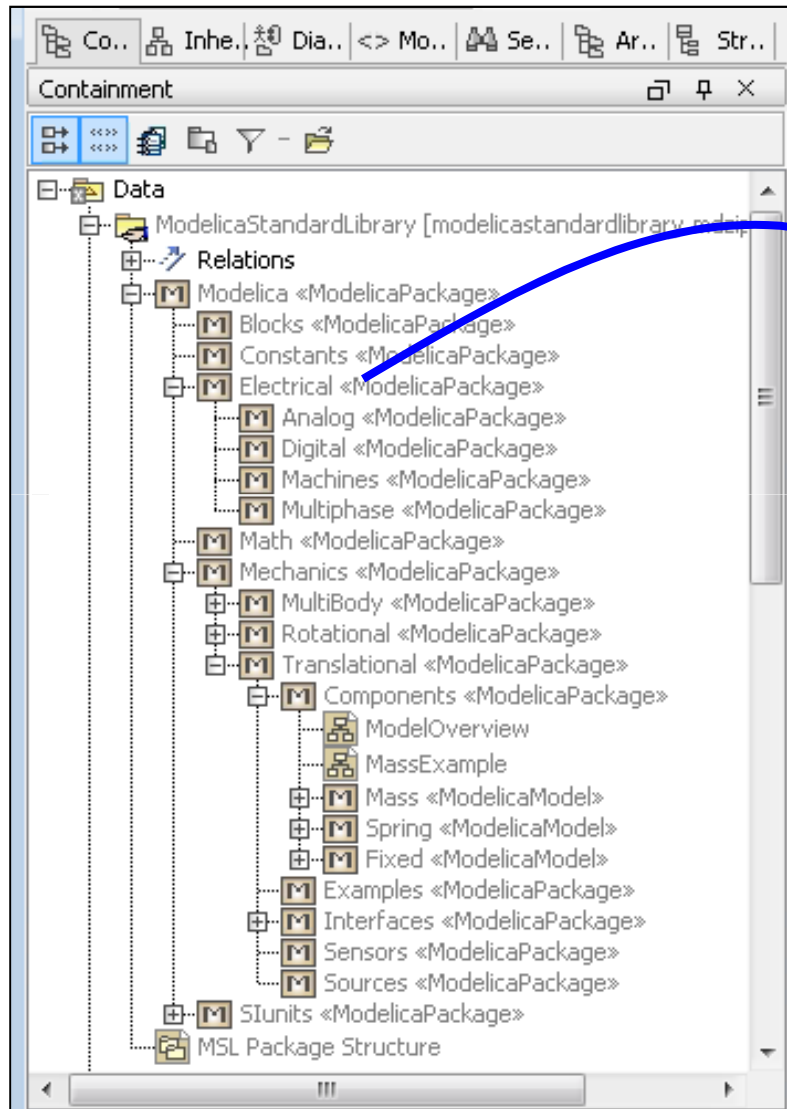 Co.. Inhe.. Dia.. <> Mo.. Se.. Ar.. Str..
Containment
Data
ModelicaStandardLibrary [modelicastandardlibrary.mdzip
Relations
Modelica «ModelicaPackage»
Blocks «ModelicaPackage»
Constants «ModelicaPackage»
Electrical «ModelicaPackage»
Analog «ModelicaPackage»
Digital «ModelicaPackage»
Machines «ModelicaPackage»
Multiphase «ModelicaPackage»
Math «ModelicaPackage»
Mechanics «ModelicaPackage»
MultiBody «ModelicaPackage»
Rotational «ModelicaPackage»
Translational «ModelicaPackage»
Components «ModelicaPackage»
ModelOverview
MassExample
Mass «ModelicaModel»
Spring «ModelicaModel»
Fixed «ModelicaModel»
Examples «ModelicaPackage»
Interfaces «ModelicaPackage»
Sensors «ModelicaPackage»
Sources «ModelicaPackage»
SIunits «ModelicaPackage»
MSL Package Structure